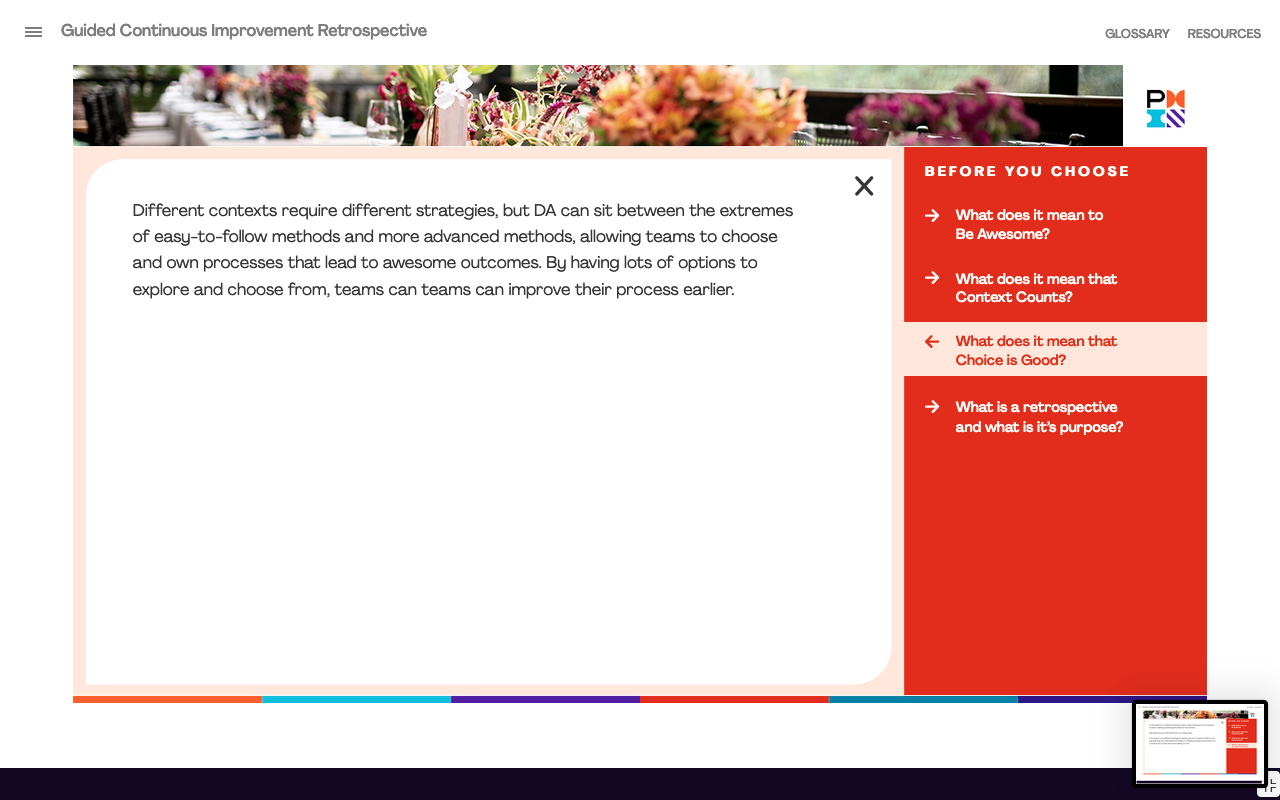 Guided Continuous Improvement Retrospective
GLOSSARY RESOURCES
Different contexts require different strategies, but DA can sit between the extremes
of easy-to-follow methods and more advanced methods, allowing teams to choose
and own processes that lead to awesome outcomes. By having lots of options to
explore and choose from, teams can teams can improve their process earlier.
BEFORE YOU CHOOSE
What does it mean to
Be Awesome?
What does it mean that
Context Counts?
What does it mean that
Choice is Good?
What is a retrospective
and what is it’s purpose?